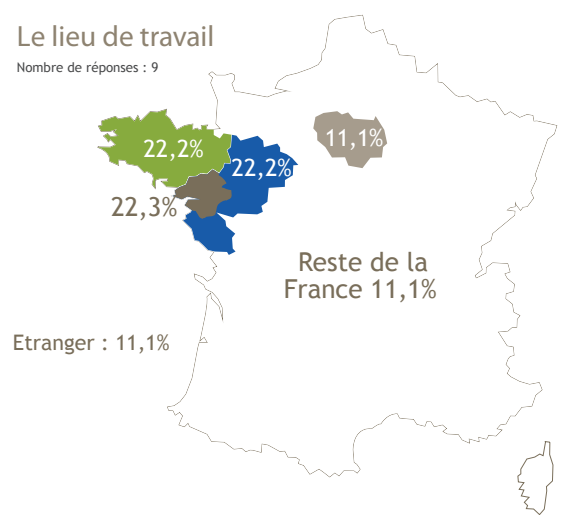 Le lieu de travail
Nombre de réponses : 9
11,1%
22,2%
22,2%
22,3%
Reste de la
France 11,1%
Etranger : 11,1%